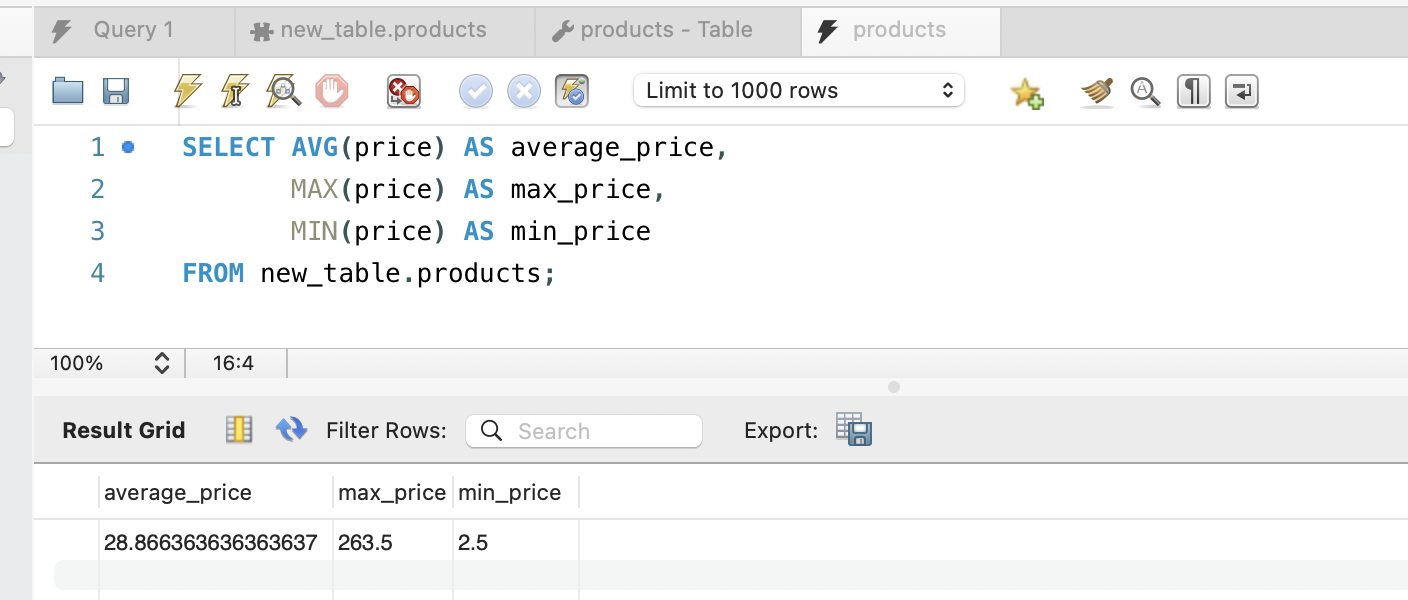 Query 1 new_table.products products - Table products
Limit to 1000 rows
1 SELECT AVG(price) AS average_price,
2 MAX(price) AS max_price,
3 MIN(price) AS min_price
4 FROM new_table.products;
100% 16:4
Result Grid Filter Rows: Search Export:
average_price max_price min_price
28.866363636363637 263.5 2.5